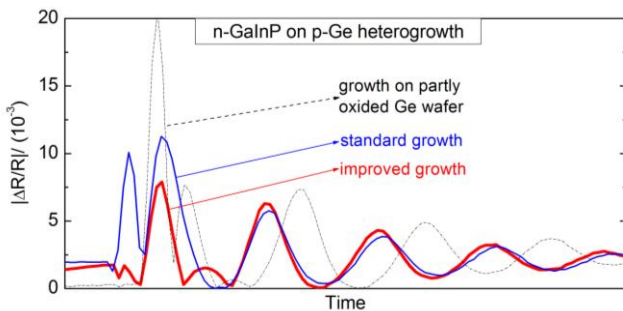 n-GaInP on p-Ge heterogrowth
20
15
10
5
0
|ΔR/R|/ (10⁻³)
growth on partly
oxided Ge wafer
standard growth
improved growth
Time